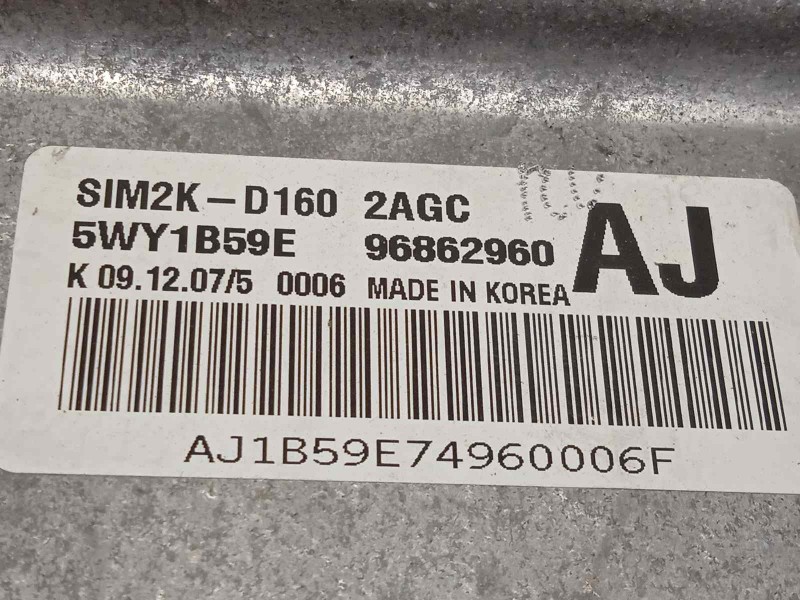 SIM2K-D160 2AGC
5WY1B59E 96862960 AJ
K 09.12.07/5 0006 MADE IN KOREA
AJ1B59E74960006F